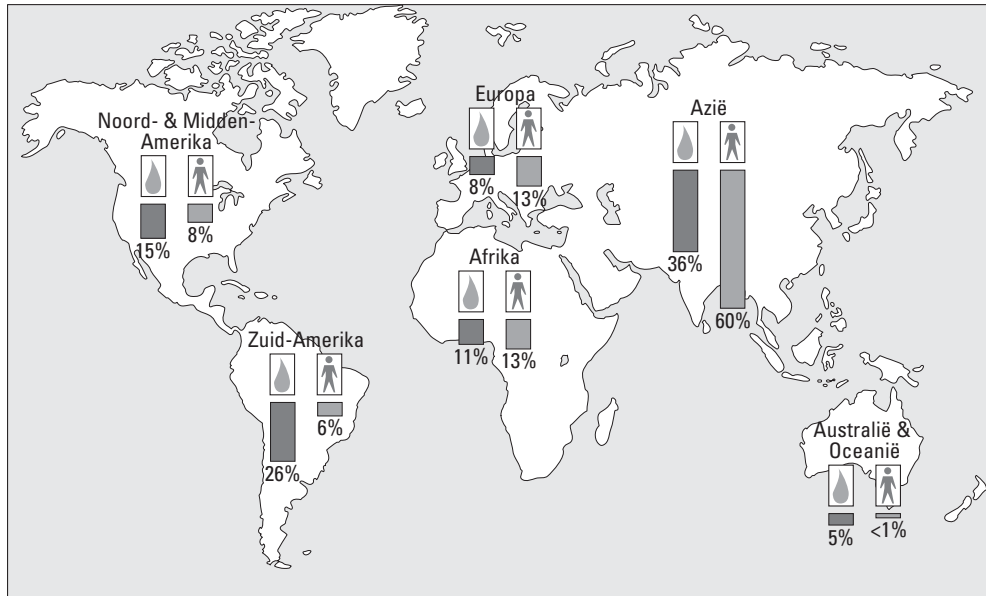 Noord- & Midden-
Amerika
15%
8%
Europa
8%
13%
Azië
36%
60%
Afrika
11%
13%
Zuid-Amerika
26%
6%
Australië &
Oceanië
5%
<1%